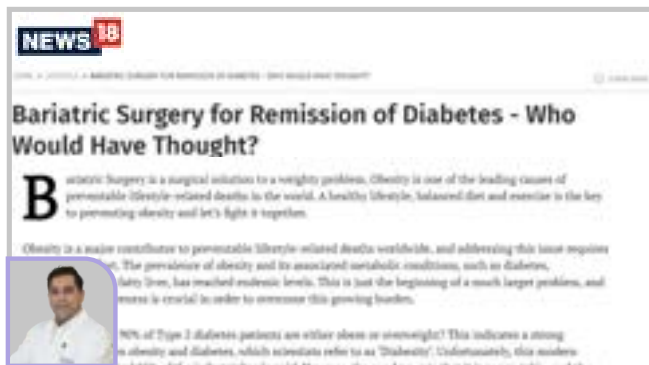 NEWS 18
Bariatric Surgery for Remission of Diabetes - Who
Would Have Thought?
Bariatric Surgery is a surgical solution to a weighty problem. Obesity is one of the leading causes of
preventable lifestyle-related deaths in the world. A healthy lifestyle, balanced diet and exercise is the key
to preventing obesity and let's fight it together.
Obesity is a major contributor to preventable lifestyle-related deaths worldwide, and addressing this issue requires
The prevalence of obesity and its associated metabolic conditions, such as diabetes,
fatty liver, has reached endemic levels. This is just the beginning of a much larger problem, and
is crucial in order to overcome this growing burden.
90% of Type 2 diabetes patients are either obese or overweight? This indicates a strong
obesity and diabetes, which scientists refer to as 'Diabesity'. Unfortunately, this modern